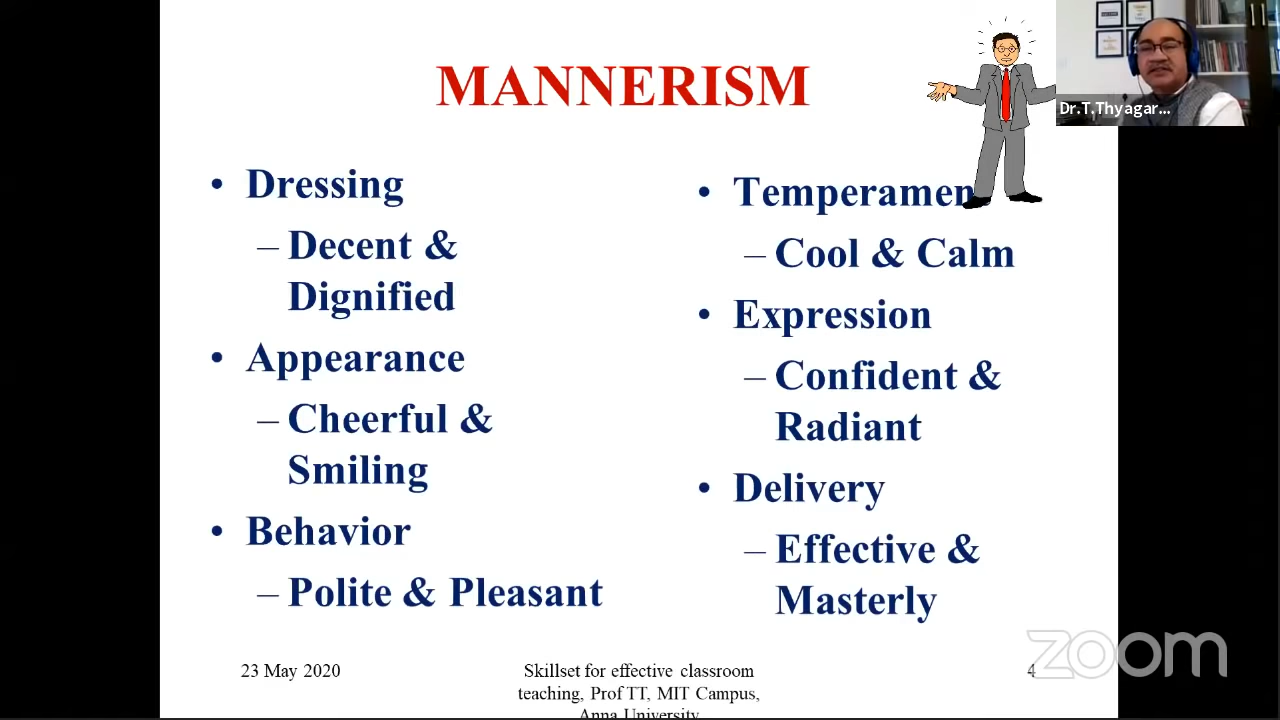 MANNERISM
Dr.T.Thyagar...
• Dressing
– Decent &
Dignified
• Appearance
– Cheerful &
Smiling
• Behavior
– Polite & Pleasant
• Temperamen
– Cool & Calm
• Expression
– Confident &
Radiant
• Delivery
– Effective &
Masterly
23 May 2020
Skillset for effective classroom
teaching, Prof TT, MIT Campus,
Anna University
4
zoom